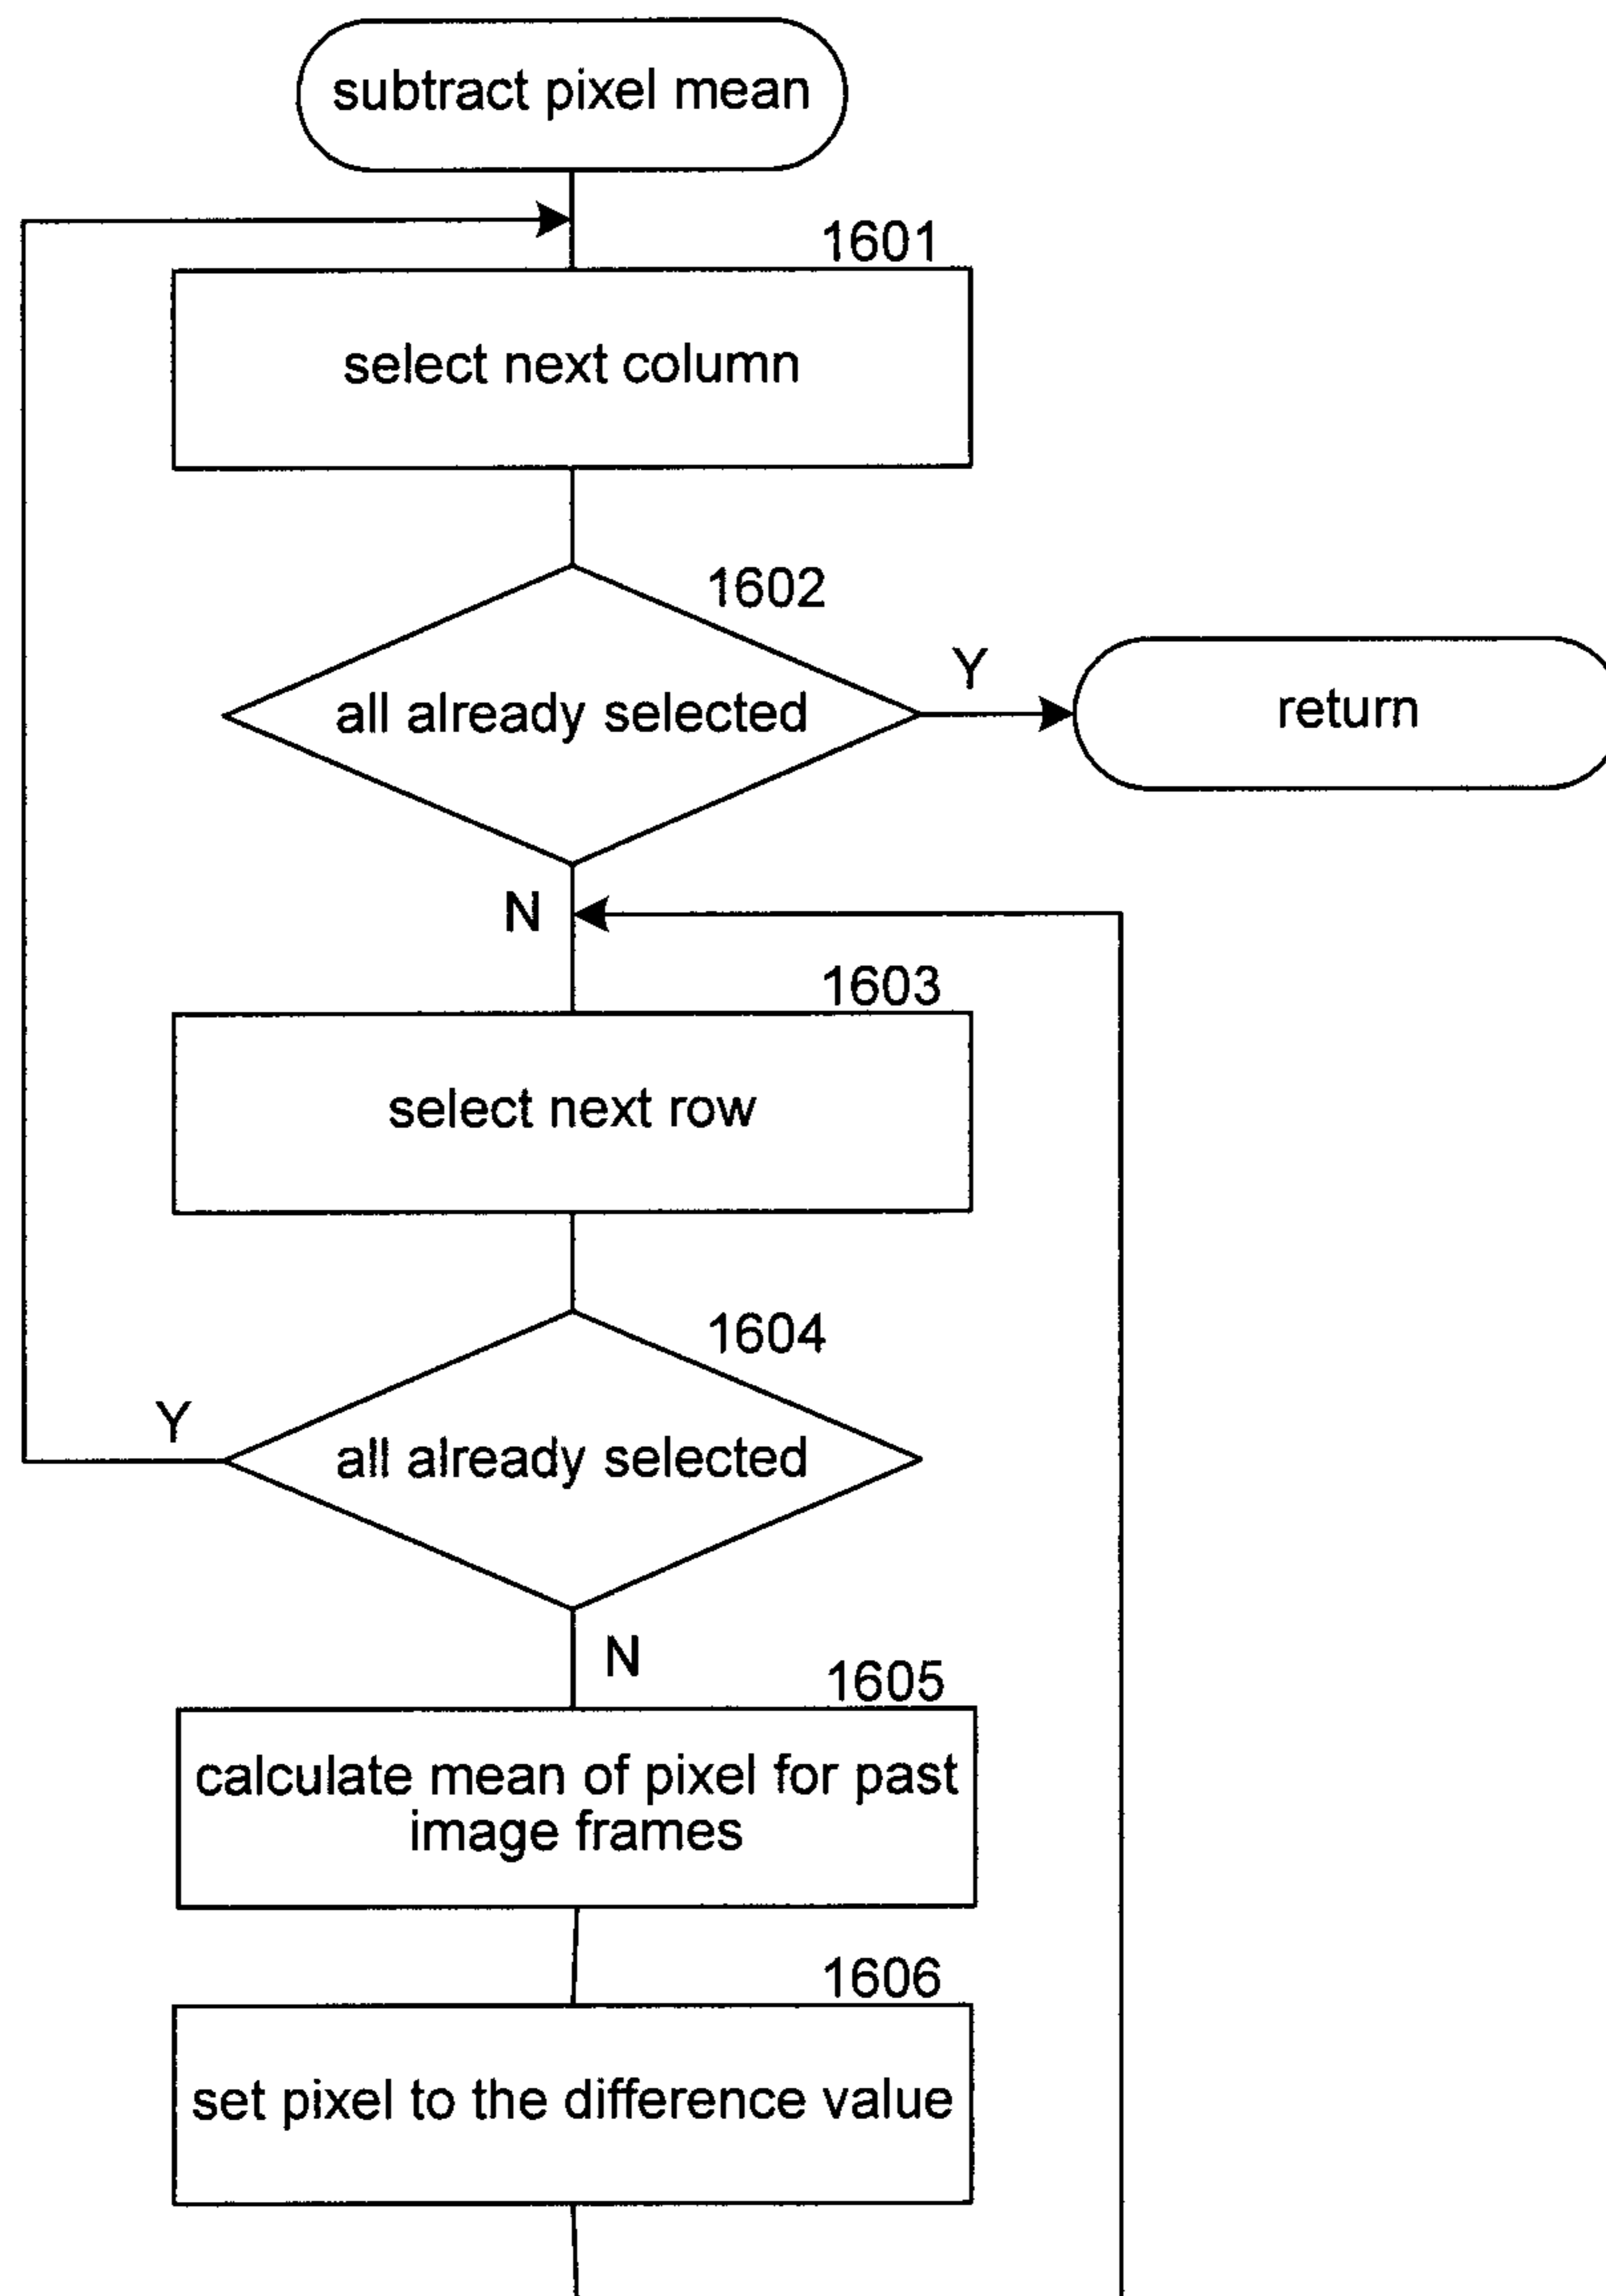 subtract pixel mean
1601
select next column
1602
all already selected
Y
return
N
1603
select next row
1604
Y
all already selected
N
1605
calculate mean of pixel for past
image frames
1606
set pixel to the difference value